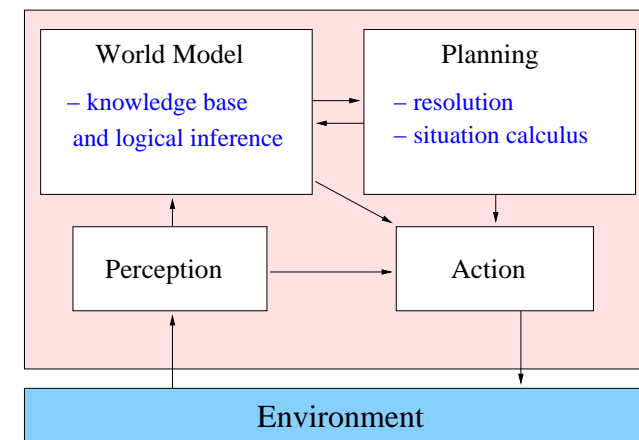 World Model
– knowledge base
and logical inference
Planning
– resolution
– situation calculus
Perception
Action
Environment